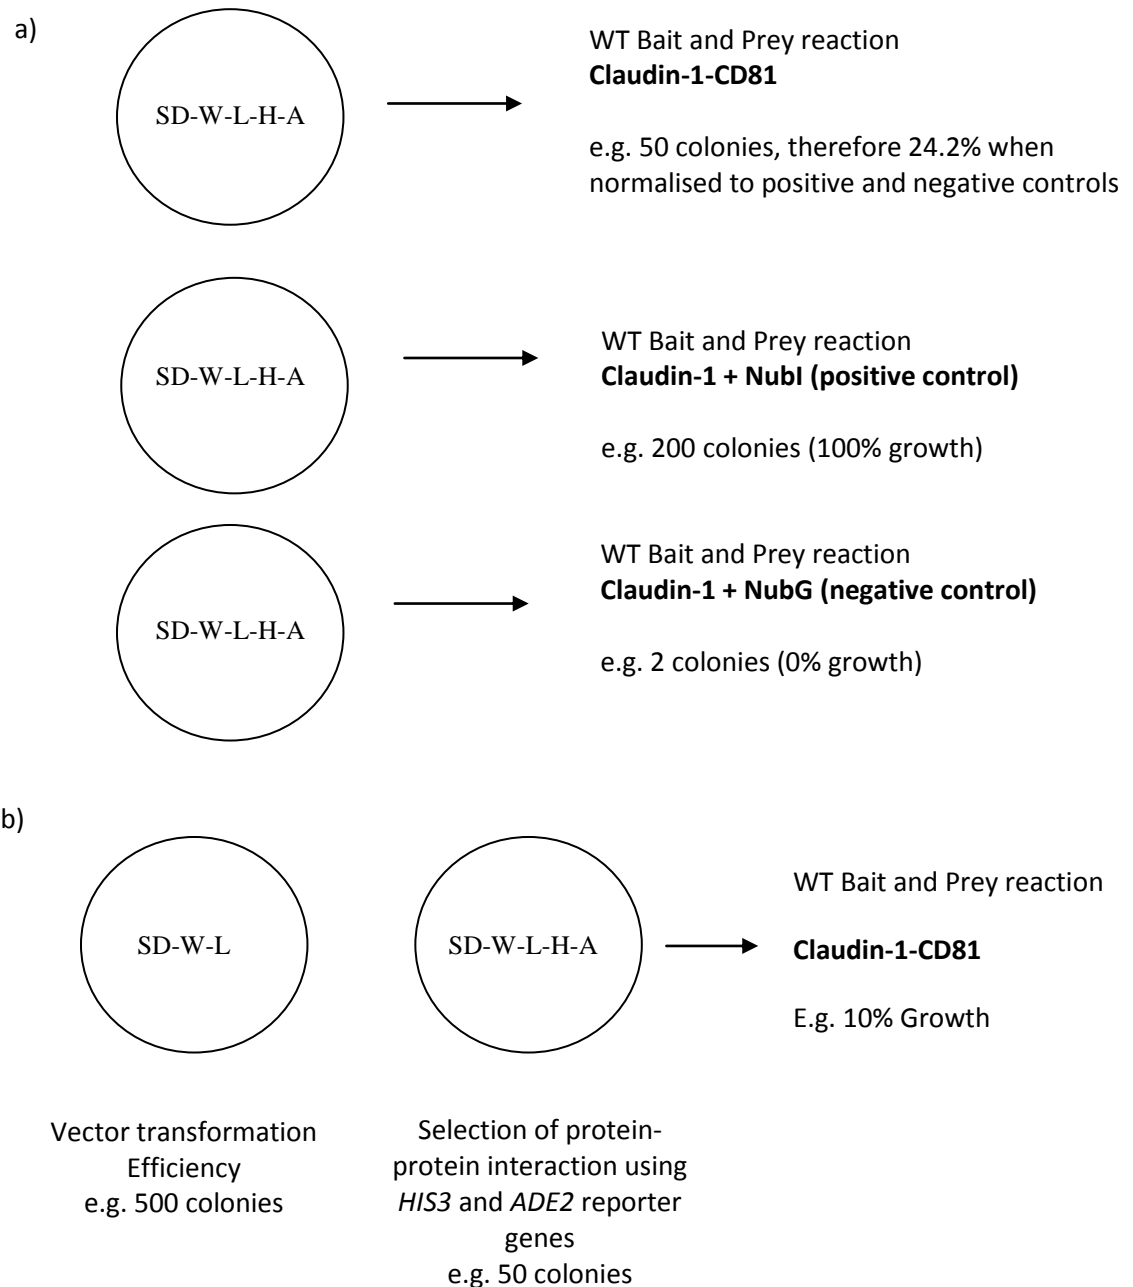 a)
SD-W-L-H-A
WT Bait and Prey reaction
Claudin-1-CD81
e.g. 50 colonies, therefore 24.2% when
normalised to positive and negative controls
SD-W-L-H-A
WT Bait and Prey reaction
Claudin-1 + NubI (positive control)
e.g. 200 colonies (100% growth)
SD-W-L-H-A
WT Bait and Prey reaction
Claudin-1 + NubG (negative control)
e.g. 2 colonies (0% growth)
b)
SD-W-L
SD-W-L-H-A
WT Bait and Prey reaction
Claudin-1-CD81
E.g. 10% Growth
Vector transformation
Efficiency
e.g. 500 colonies
Selection of protein-
protein interaction using
HIS3 and ADE2 reporter
genes
e.g. 50 colonies